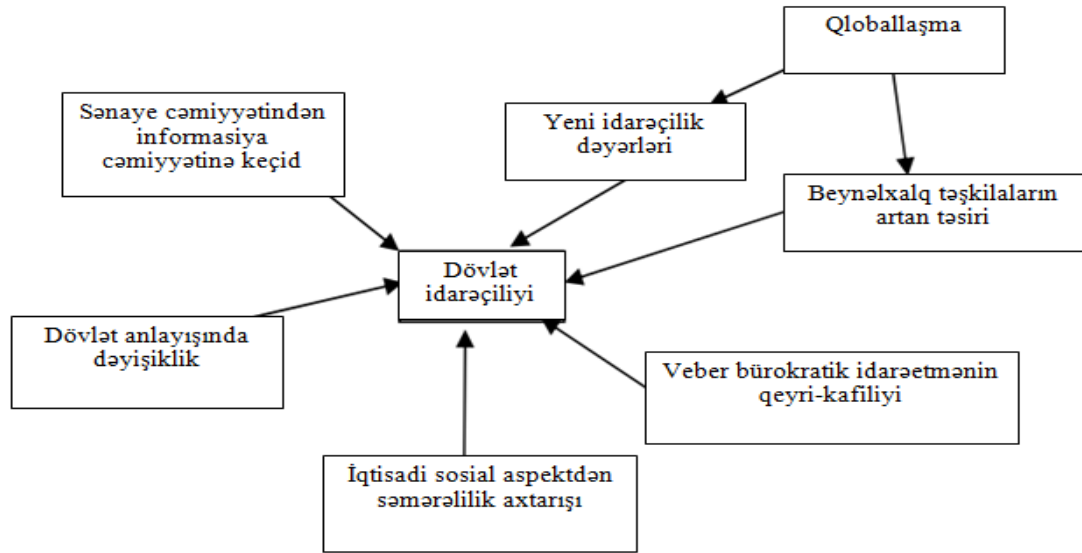 Qloballaşma
Sənaye cəmiyyətindən
informasiya
cəmiyyətinə keçid
Yeni idarəçilik
dəyərləri
Beynəlxalq təşkilaların
artan təsiri
Dövlət
idarəçiliyi
Dövlət anlayışında
dəyişiklik
Veber bürokratik idarəetmənin
qeyri-kafiliyi
İqtisadi sosial aspektdən
səmərəlilik axtarışı